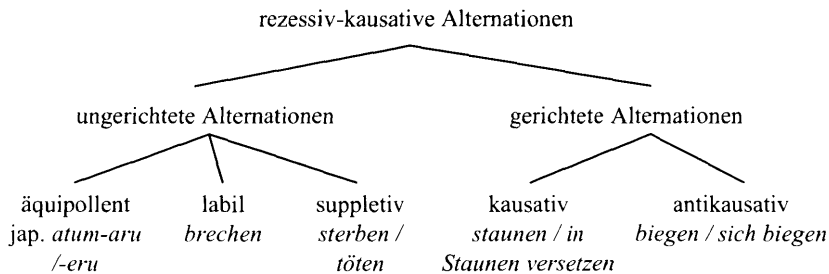 rezessiv-kausative Alternationen
ungerichtete Alternationen gerichtete Alternationen
äquipollent labil suppletiv kausativ antikausativ
jap. atum-aru brechen sterben / staunen / in biegen / sich biegen
/-eru töten Staunen versetzen